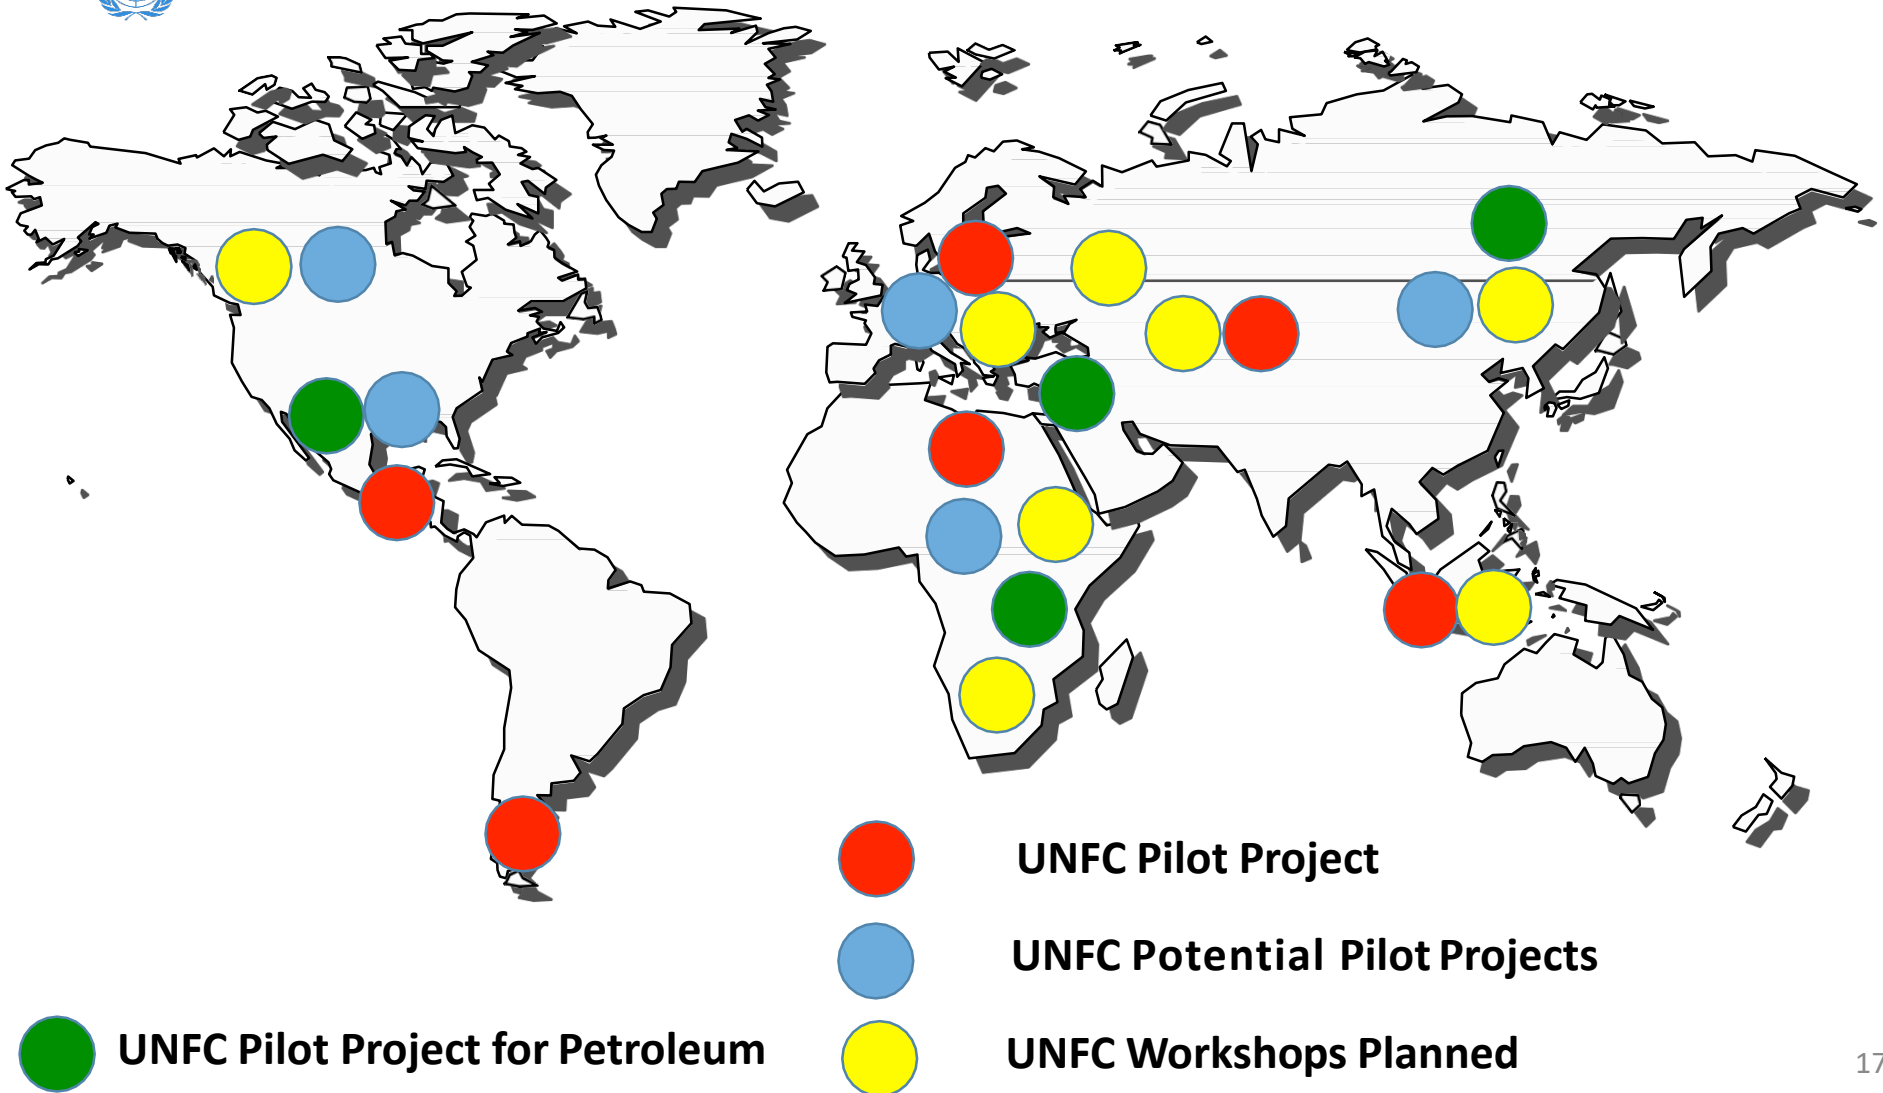 UNFC Pilot Project
UNFC Potential Pilot Projects
UNFC Pilot Project for Petroleum
UNFC Workshops Planned
17